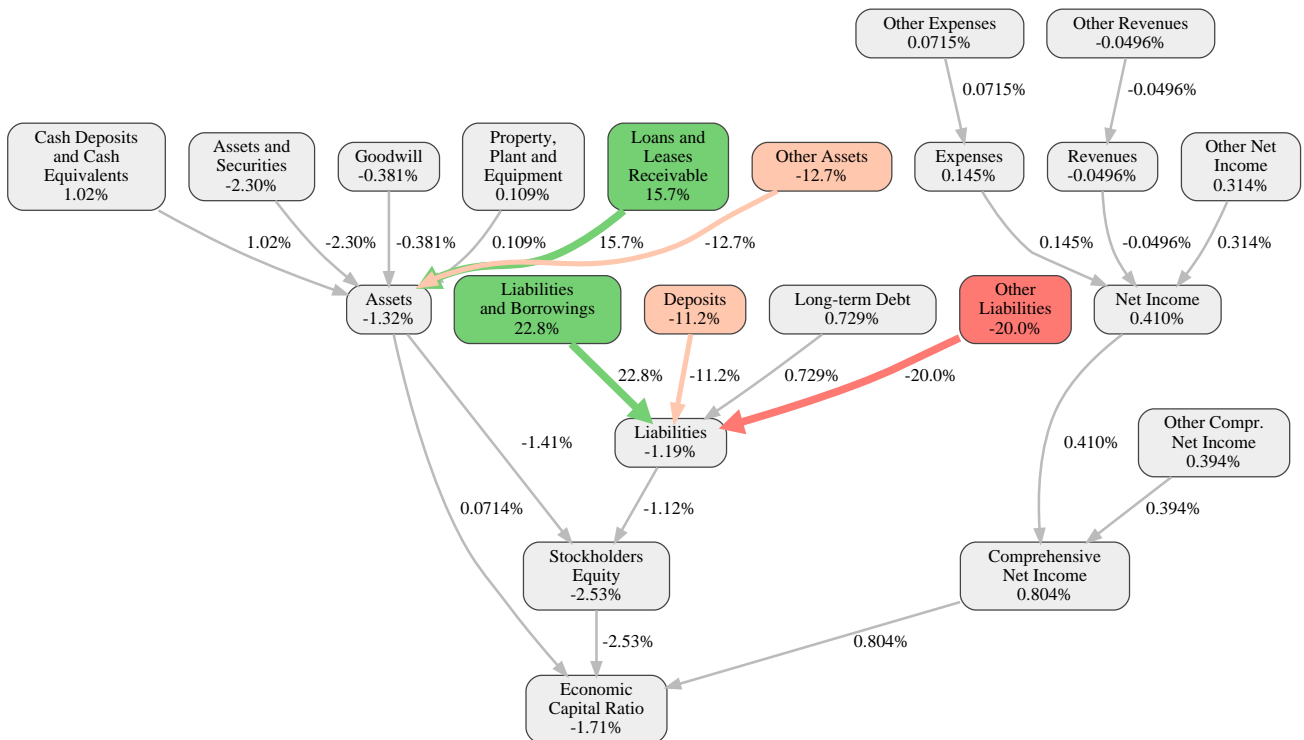 Other Expenses
0.0715%
Other Revenues
-0.0496%
0.0715%
-0.0496%
Cash Deposits
and Cash
Equivalents
1.02%
Assets and
Securities
-2.30%
Goodwill
-0.381%
Property,
Plant and
Equipment
0.109%
Loans and
Leases
Receivable
15.7%
Other Assets
-12.7%
Expenses
0.145%
Revenues
-0.0496%
Other Net
Income
0.314%
1.02%
-2.30%
-0.381%
0.109%
15.7%
-12.7%
0.145%
-0.0496%
0.314%
Assets
-1.32%
Liabilities
and Borrowings
22.8%
Deposits
-11.2%
Long-term Debt
0.729%
Other
Liabilities
-20.0%
Net Income
0.410%
22.8%
-11.2%
0.729%
-20.0%
-1.41%
Liabilities
-1.19%
0.410%
Other Compr.
Net Income
0.394%
0.0714%
-1.12%
0.394%
Stockholders
Equity
-2.53%
Comprehensive
Net Income
0.804%
-2.53%
0.804%
Economic
Capital Ratio
-1.71%